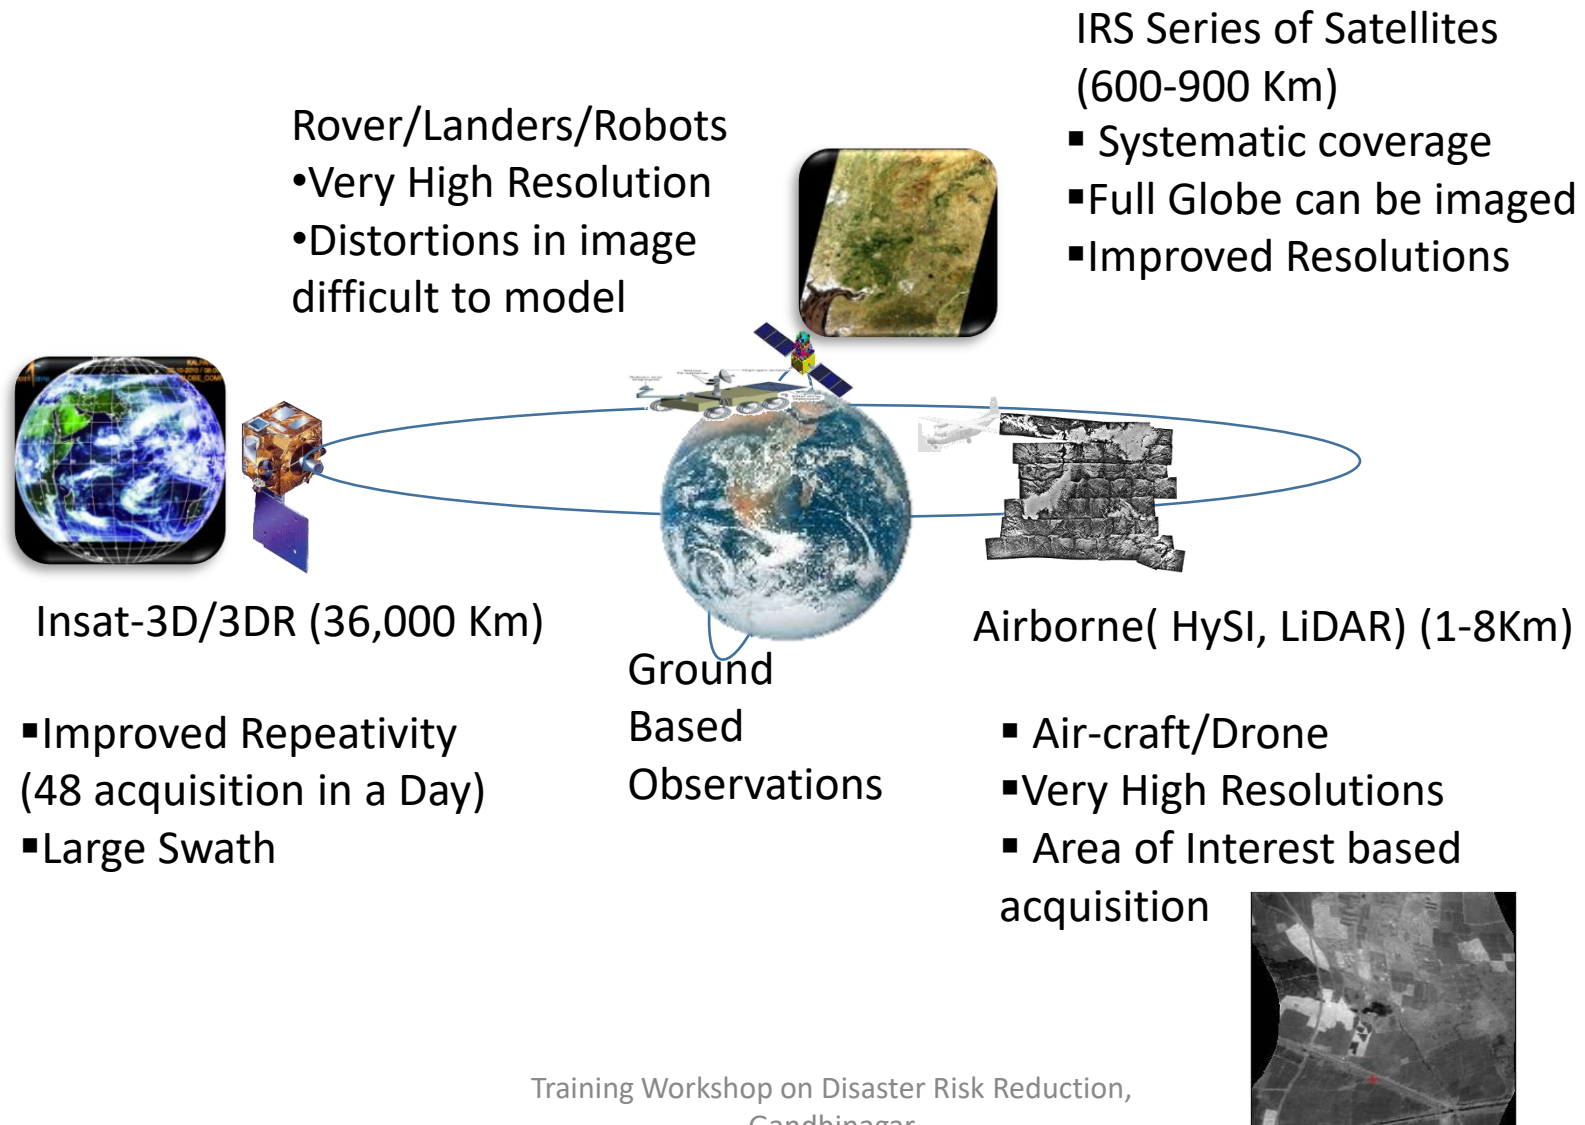 IRS Series of Satellites
(600-900 Km)
▪ Systematic coverage
▪Full Globe can be imaged
▪Improved Resolutions
Rover/Landers/Robots
•Very High Resolution
•Distortions in image
difficult to model
Insat-3D/3DR (36,000 Km)
▪Improved Repeativity
(48 acquisition in a Day)
▪Large Swath
Ground
Based
Observations
Airborne( HySI, LiDAR) (1-8Km)
▪ Air-craft/Drone
▪Very High Resolutions
▪ Area of Interest based
acquisition
Training Workshop on Disaster Risk Reduction,
Gandhinagar